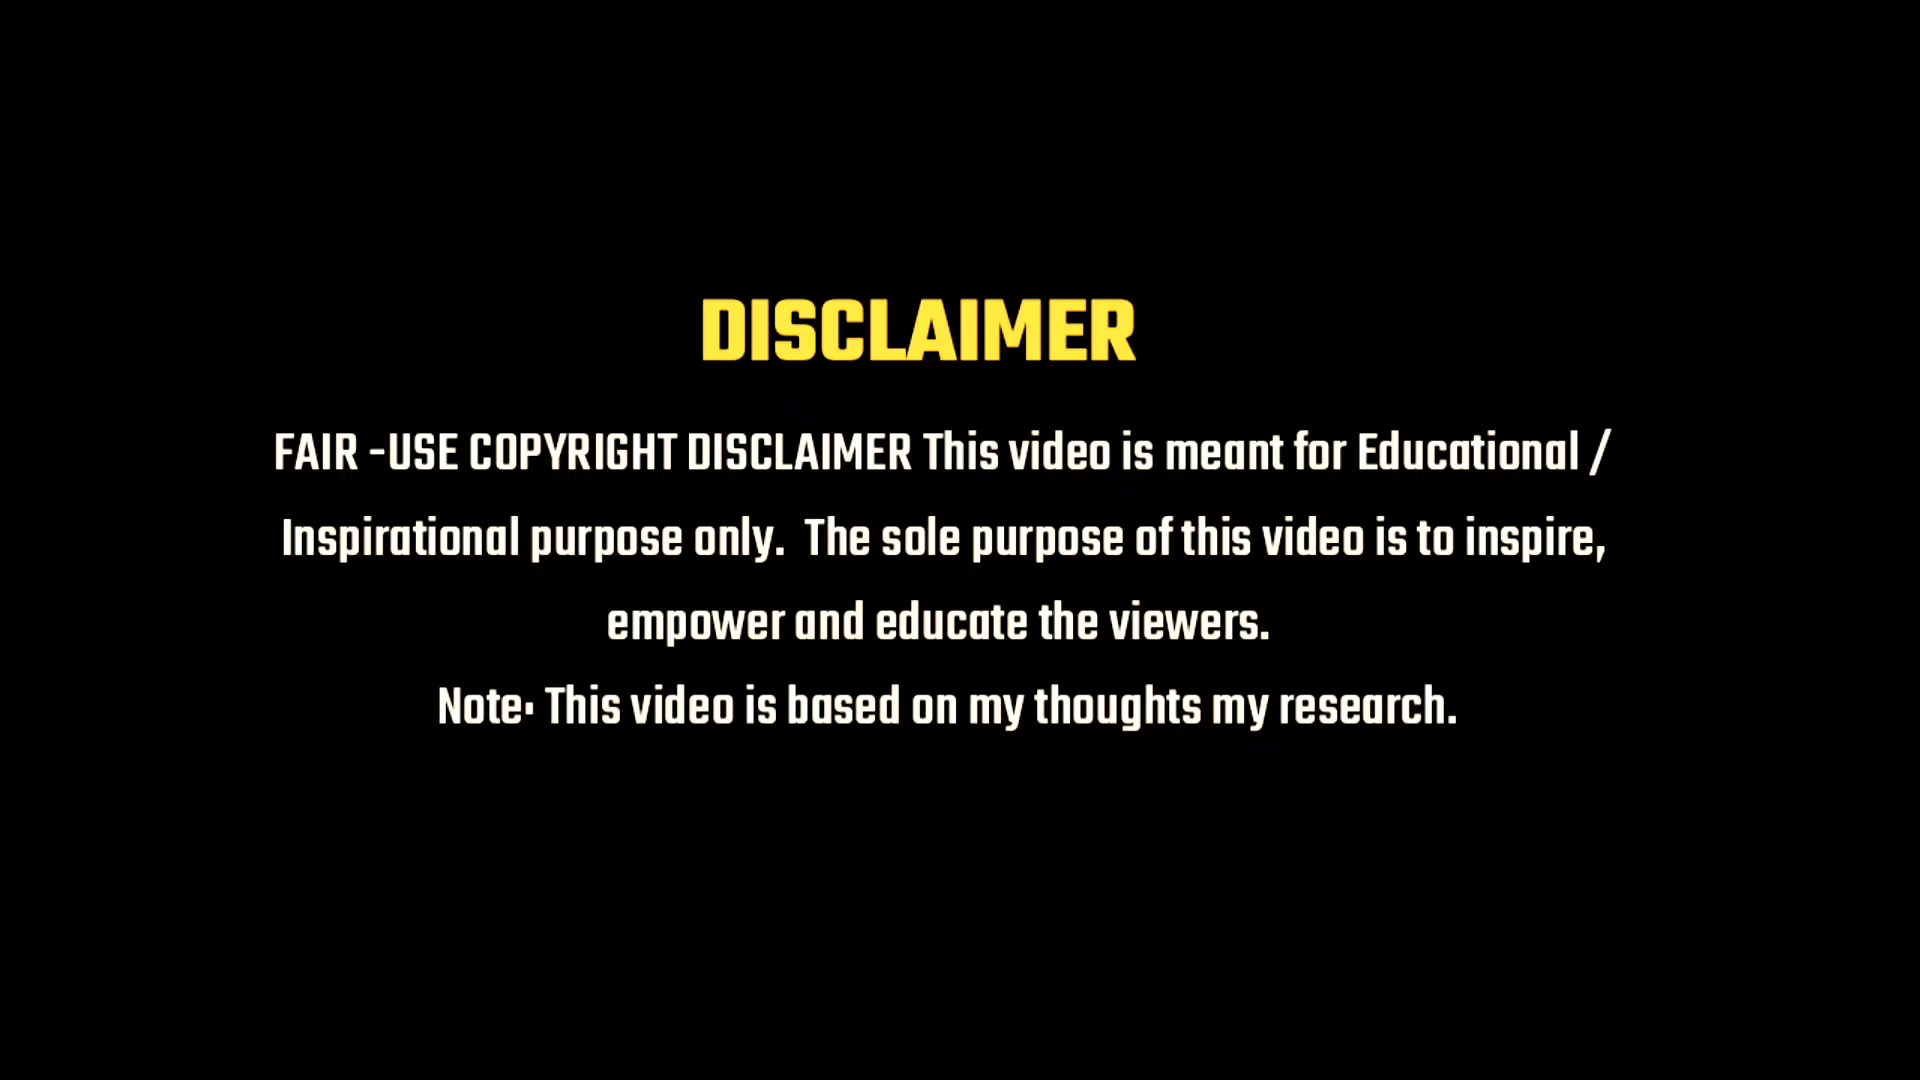 DISCLAIMER
FAIR -USE COPYRIGHT DISCLAIMER This video is meant for Educational /
Inspirational purpose only.  The sole purpose of this video is to inspire,
empower and educate the viewers.
Note: This video is based on my thoughts my research.